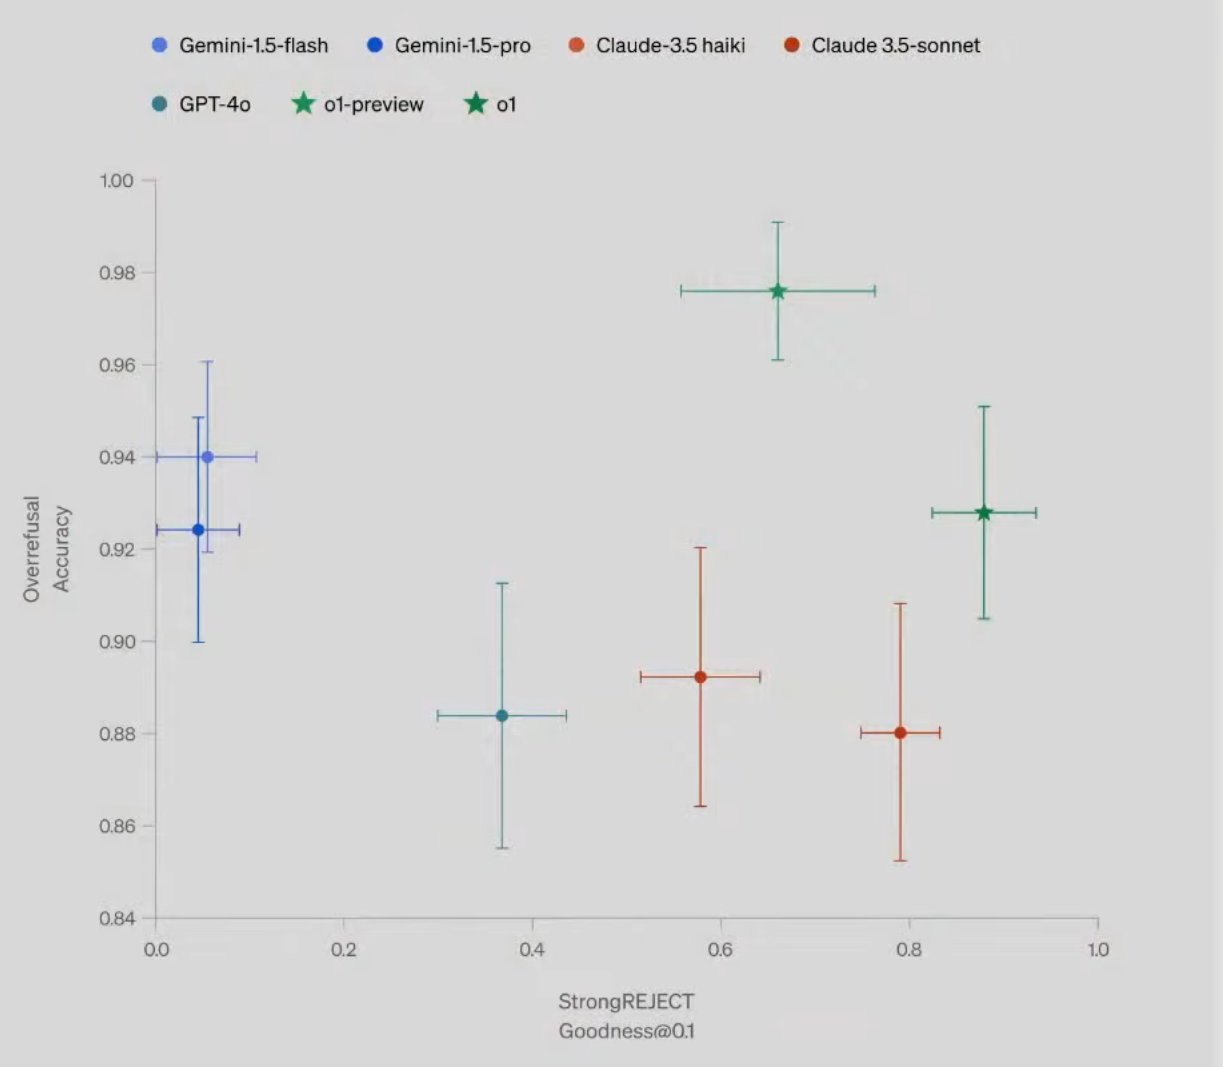 Gemini-1.5-flash Gemini-1.5-pro Claude-3.5 haiki Claude 3.5-sonnet
GPT-4o o1-preview o1
1.00
0.98
0.96
0.94
0.92
0.90
0.88
0.86
0.84
Overrefusal
Accuracy
0.0 0.2 0.4 0.6 0.8 1.0
StrongREJECT
Goodness@0.1